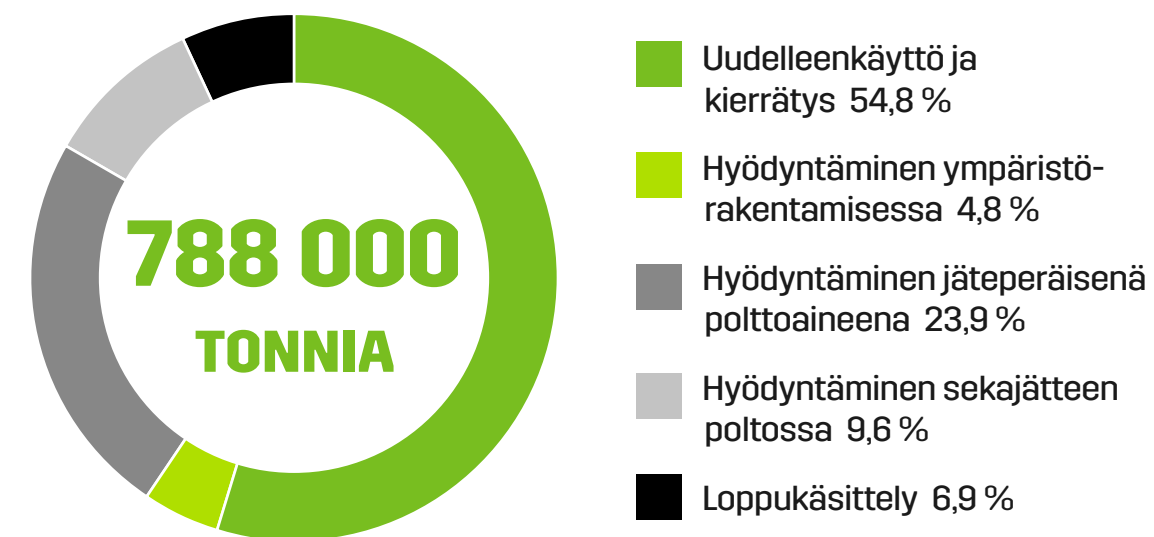 788 000
TONNIA
Uudelleenkäyttö ja
kierrätys 54,8 %
Hyödyntäminen ympäristö-
rakentamisessa 4,8 %
Hyödyntäminen jäteperäisenä
polttoaineena 23,9 %
Hyödyntäminen sekajätteen
poltossa 9,6 %
Loppukäsittely 6,9 %